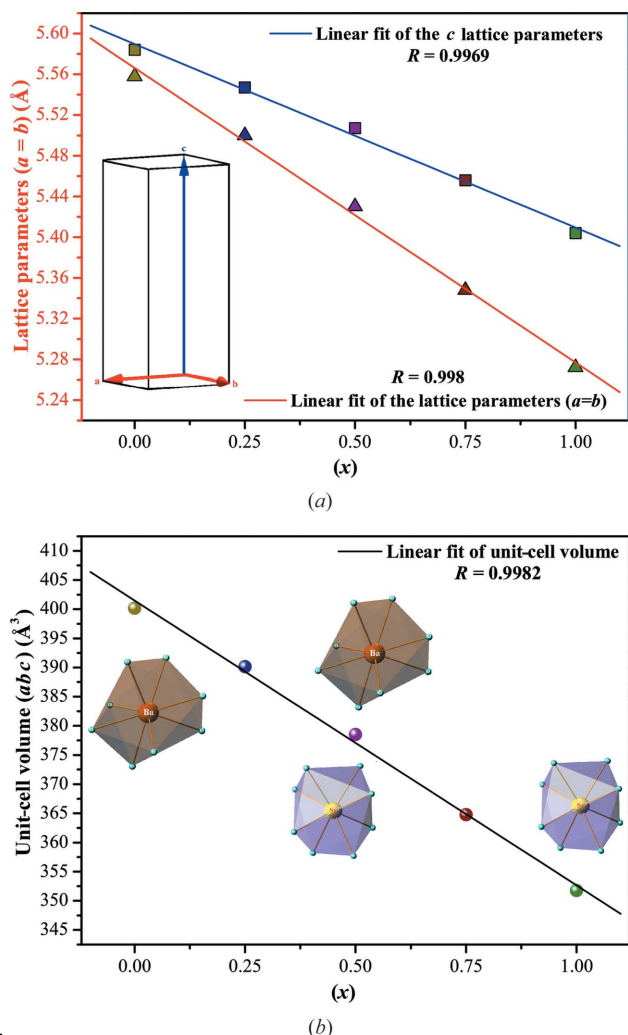 (a)
5.60
5.56
5.52
5.48
5.44
5.40
5.36
5.32
5.28
5.24
Lattice parameters (a = b) (Å)
Linear fit of the c lattice parameters
R = 0.9969
c
a
b
R = 0.998
Linear fit of the lattice parameters (a=b)
0.00 0.25 0.50 0.75 1.00
(x)
(a)
410
405
400
395
390
385
380
375
370
365
360
355
350
345
Unit-cell volume (abc) (Å³)
Linear fit of unit-cell volume
R = 0.9982
Ba
Ba
Sr
Sr
0.00 0.25 0.50 0.75 1.00
(x)
(b)